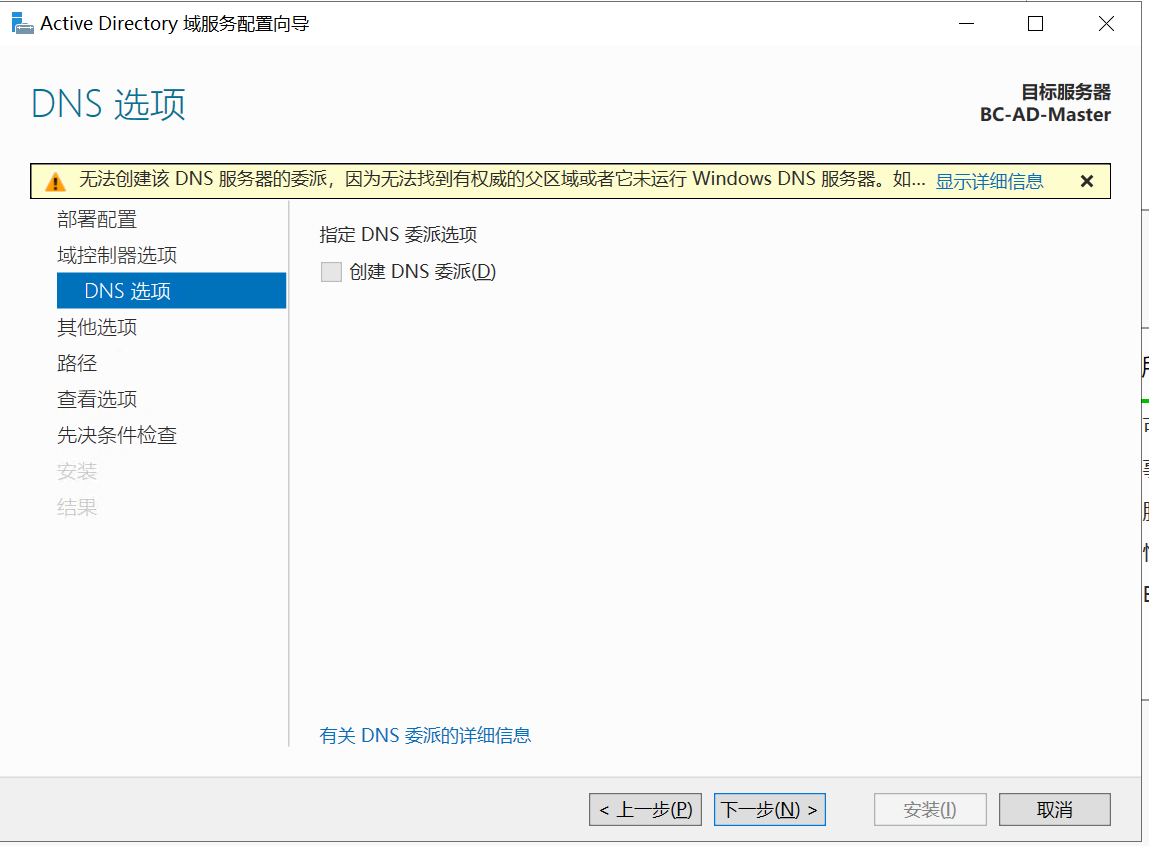 Active Directory 域服务配置向导
DNS 选项
目标服务器
BC-AD-Master
无法创建该 DNS 服务器的委派，因为无法找到有权威的父区域或者它未运行 Windows DNS 服务器。如... 显示详细信息
部署配置
域控制器选项
DNS 选项
其他选项
路径
查看选项
先决条件检查
安装
结果
指定 DNS 委派选项
创建 DNS 委派(D)
有关 DNS 委派的详细信息
< 上一步(P)
下一步(N) >
安装(I)
取消